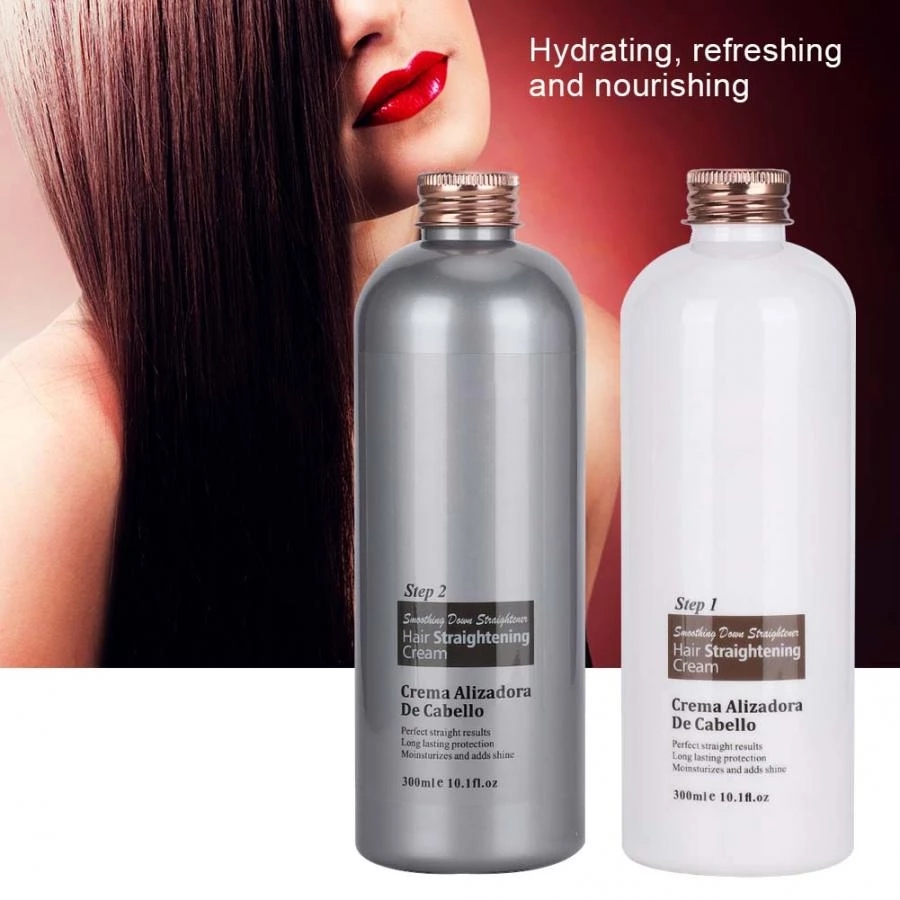 Hydrating, refreshing
and nourishing
Step 2
Smoothing Down Straightener
Hair Straightening
Cream
Crema Alizadora
De Cabello
Perfect straight results
Long lasting protection
Moinsturizes and adds shine
300ml e 10.1fl.oz
Step 1
Smoothing Down Straightener
Hair Straightening
Cream
Crema Alizadora
De Cabello
Perfect straight results
Long lasting protection
Moinsturizes and adds shine
300ml e 10.1fl.oz